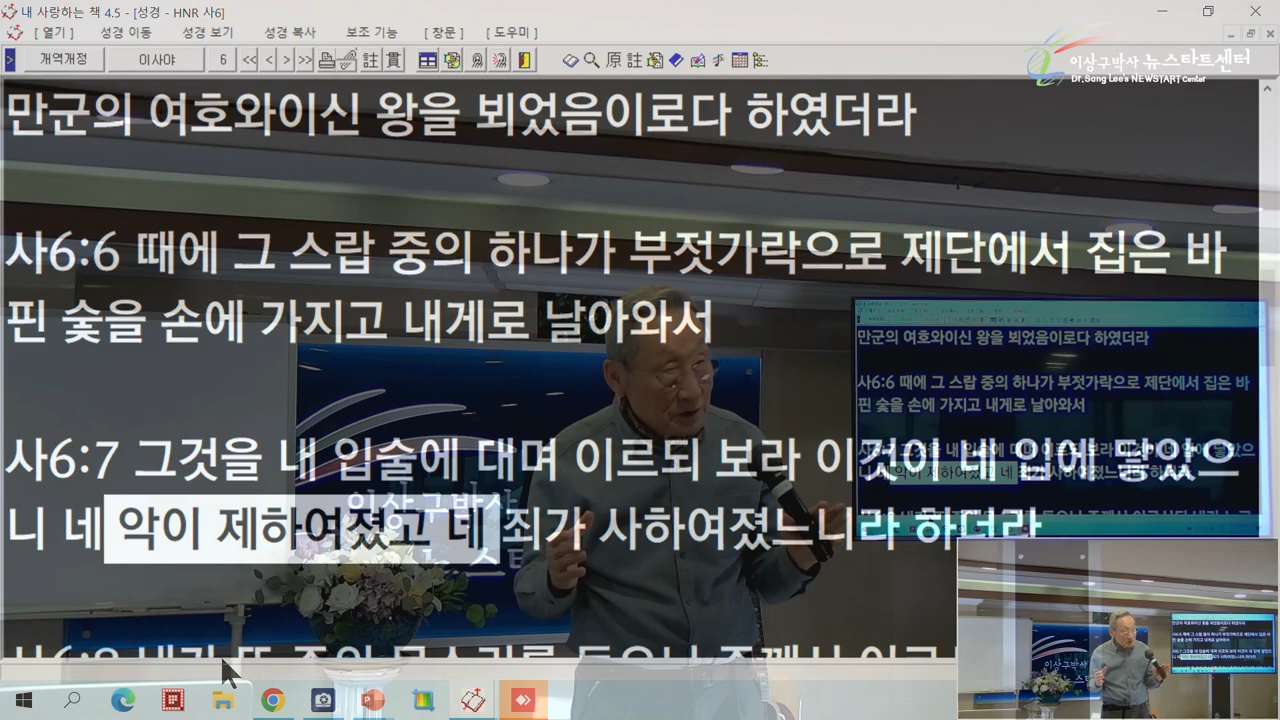 내 사랑하는 책 4.5 - [성경 - HNR 사6]
[ 열기 ] 성경 이동 성경 보기 성경 복사 보조 기능 [ 창문 ] [ 도우미 ]
> 개역개정 이사야 6 << < > >> 註 貫 原 註
이상구박사 뉴스타트센터
Dr.Sang Lee's NEWSTART Center
만군의 여호와이신 왕을 뵈었음이로다 하였더라
사6:6 때에 그 스랍 중의 하나가 부젓가락으로 제단에서 집은 바
핀 숯을 손에 가지고 내게로 날아와서
사6:7 그것을 내 입술에 대며 이르되 보라 이것이 네 입에 닿았으
니 네 악이 제하여졌고 네 죄가 사하여졌느니라 하더라
만군의 여호와이신 왕을 뵈었음이로다 하였더라
사6:6 때에 그 스랍 중의 하나가 부젓가락으로 제단에서 집은 바
핀 숯을 손에 가지고 내게로 날아와서
이상구박사